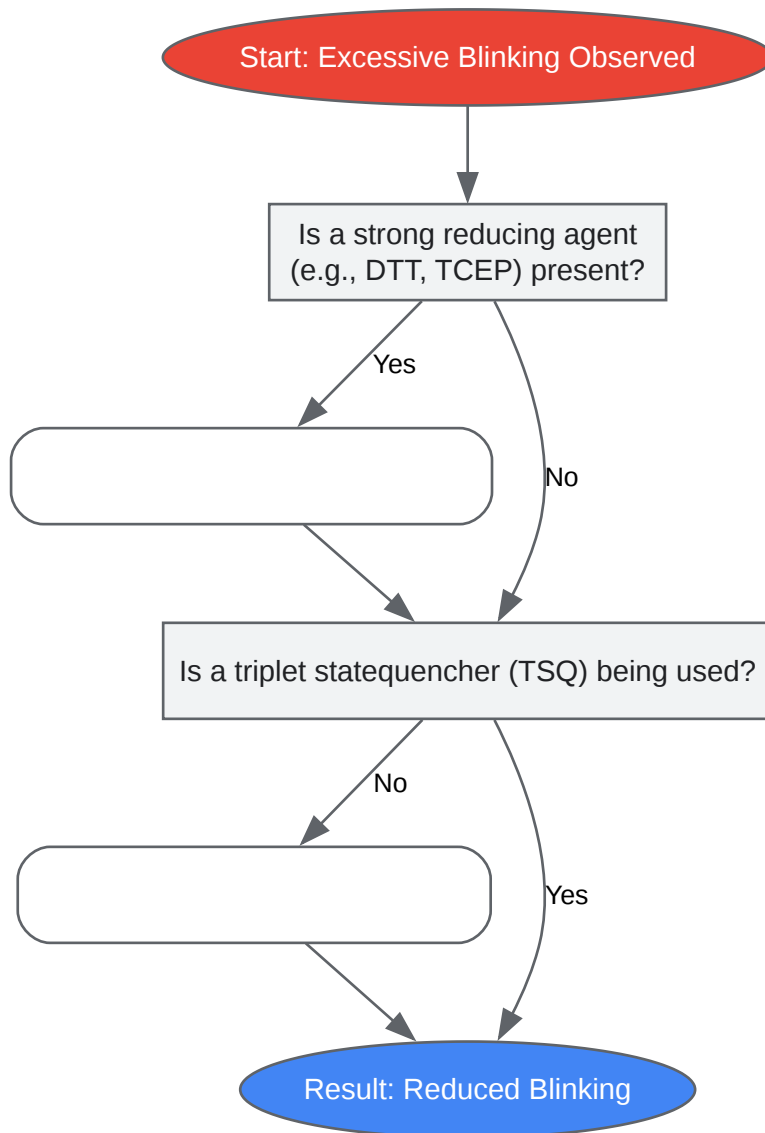 Start: Excessive Blinking Observed
Is a strong reducing agent
(e.g., DTT, TCEP) present?
Yes
No
Is a triplet statequencher (TSQ) being used?
No
Yes
Result: Reduced Blinking